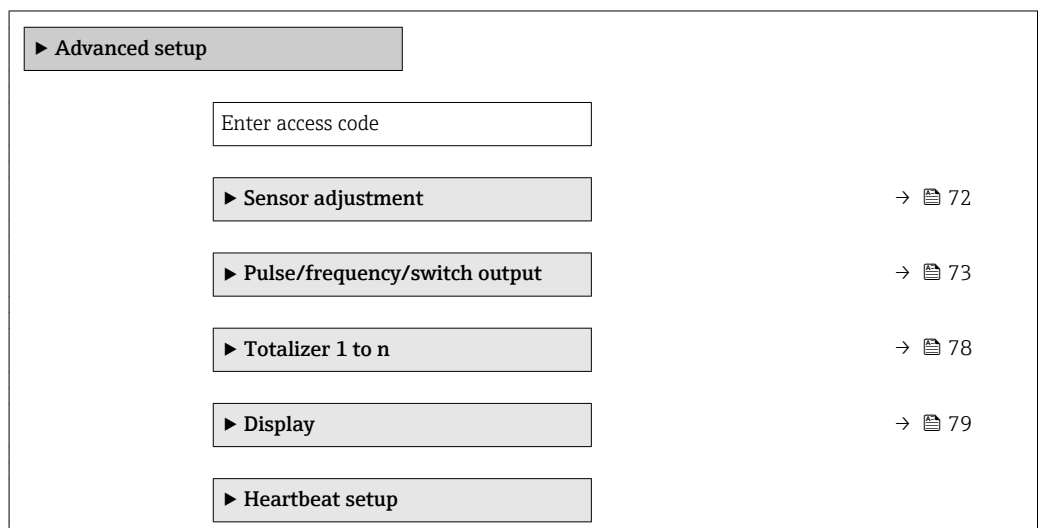 ▶ Advanced setup
Enter access code
▶ Sensor adjustment → 72
▶ Pulse/frequency/switch output → 73
▶ Totalizer 1 to n → 78
▶ Display → 79
▶ Heartbeat setup